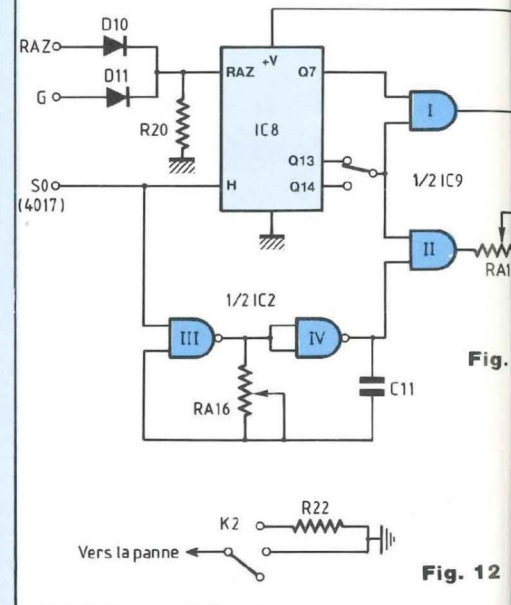 D10
RAZ
D11
G
R20
S0
(4017)
+V
RAZ
Q7
IC8
Q13
Q14
H
I
1/2 IC9
II
RA1
1/2 IC2
III
IV
RA16
C11
Fig.
K2
R22
Vers la panne
Fig. 12